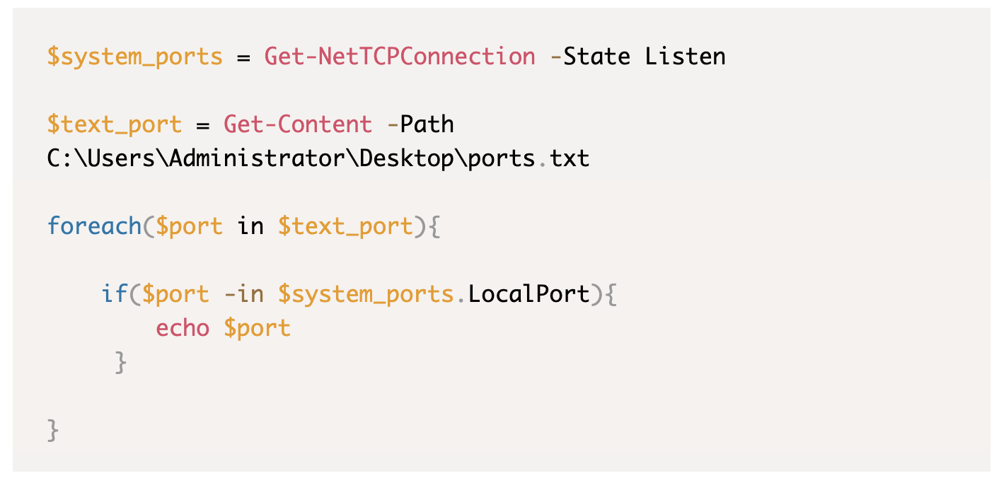 $system_ports = Get-NetTCPConnection -State Listen
$text_port = Get-Content -Path
C:\Users\Administrator\Desktop\ports.txt
foreach($port in $text_port){
if($port -in $system_ports.LocalPort){
echo $port
}
}